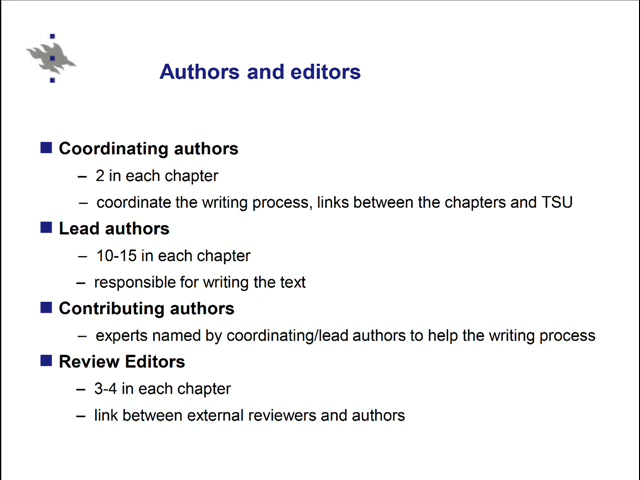 Authors and editors
Coordinating authors
– 2 in each chapter
– coordinate the writing process, links between the chapters and TSU
Lead authors
– 10-15 in each chapter
– responsible for writing the text
Contributing authors
– experts named by coordinating/lead authors to help the writing process
Review Editors
– 3-4 in each chapter
– link between external reviewers and authors